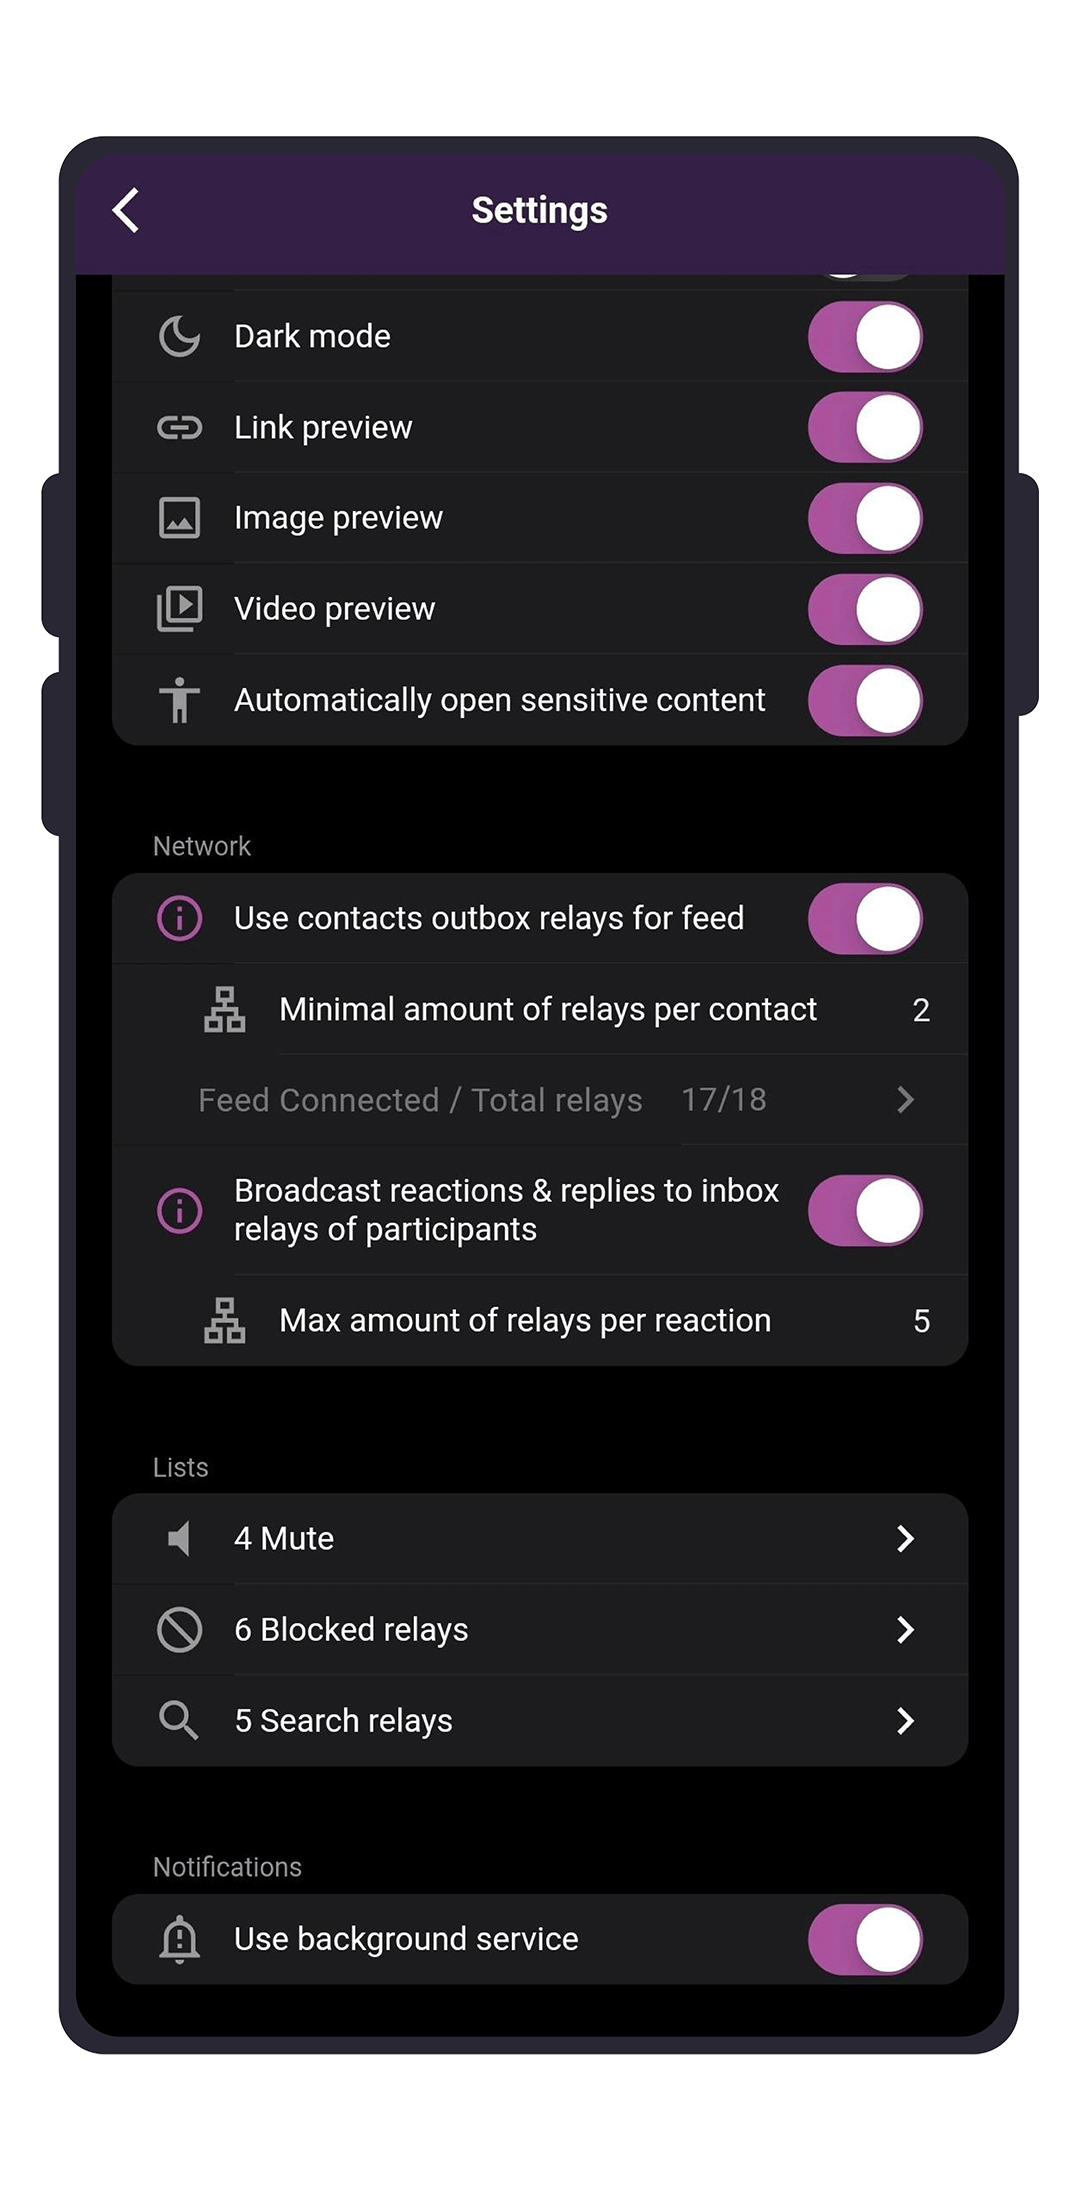 Settings
Dark mode
Link preview
Image preview
Video preview
Automatically open sensitive content
Network
Use contacts outbox relays for feed
Minimal amount of relays per contact 2
Feed Connected / Total relays 17/18
Broadcast reactions & replies to inbox
relays of participants
Max amount of relays per reaction 5
Lists
4 Mute
6 Blocked relays
5 Search relays
Notifications
Use background service